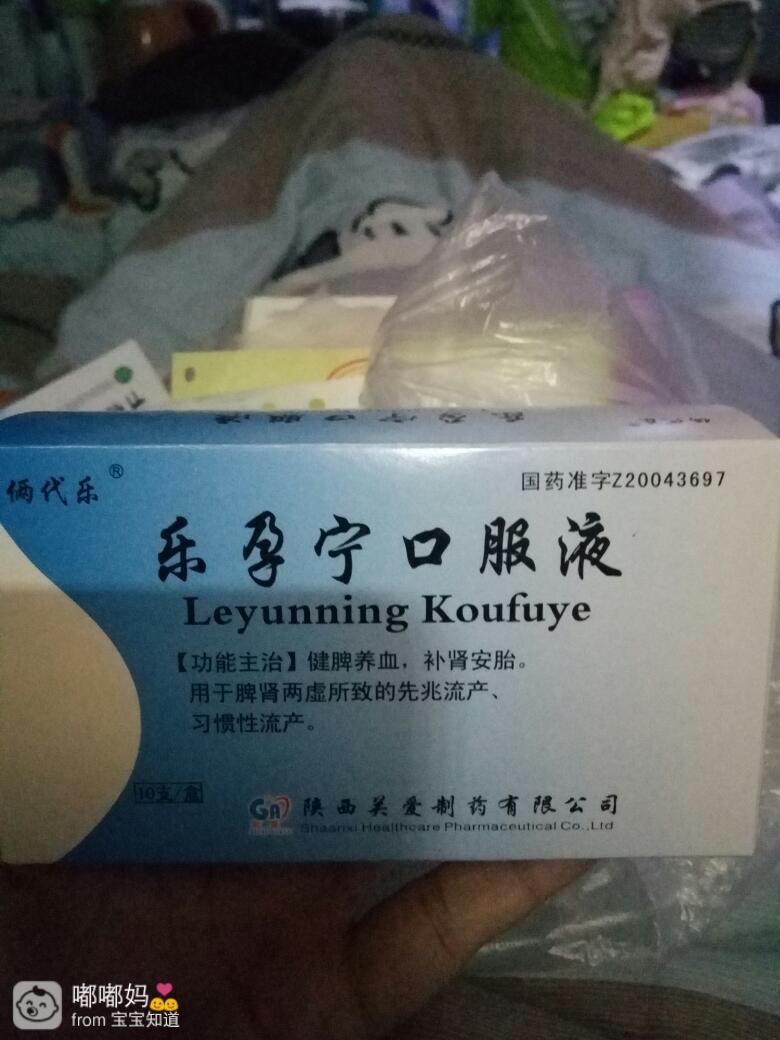 俩代乐®
国药准字Z20043697
乐孕宁口服液
Leyunning Koufuye
【功能主治】健脾养血，补肾安胎。
用于脾肾两虚所致的先兆流产、
习惯性流产。
10支/盒
GA
陕西关爱制药有限公司
Shaanxi Healthcare Pharmaceutical Co.,Ltd
嘟嘟妈
from 宝宝知道